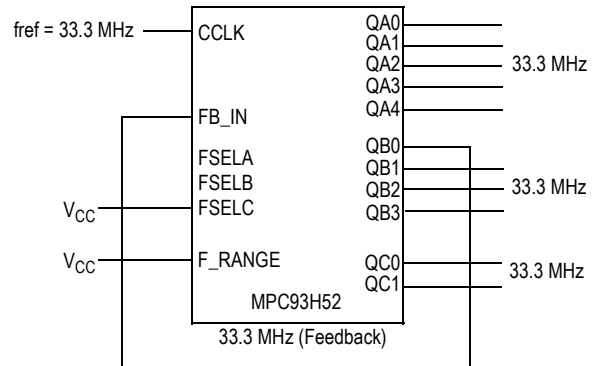 fref = 33.3 MHz
CCLK
QA0
QA1
QA2
33.3 MHz
QA3
QA4
FB_IN
QB0
FSELA
QB1
FSELB
QB2
33.3 MHz
VCC
FSELC
QB3
VCC
F_RANGE
QC0
33.3 MHz
QC1
MPC93H52
33.3 MHz (Feedback)